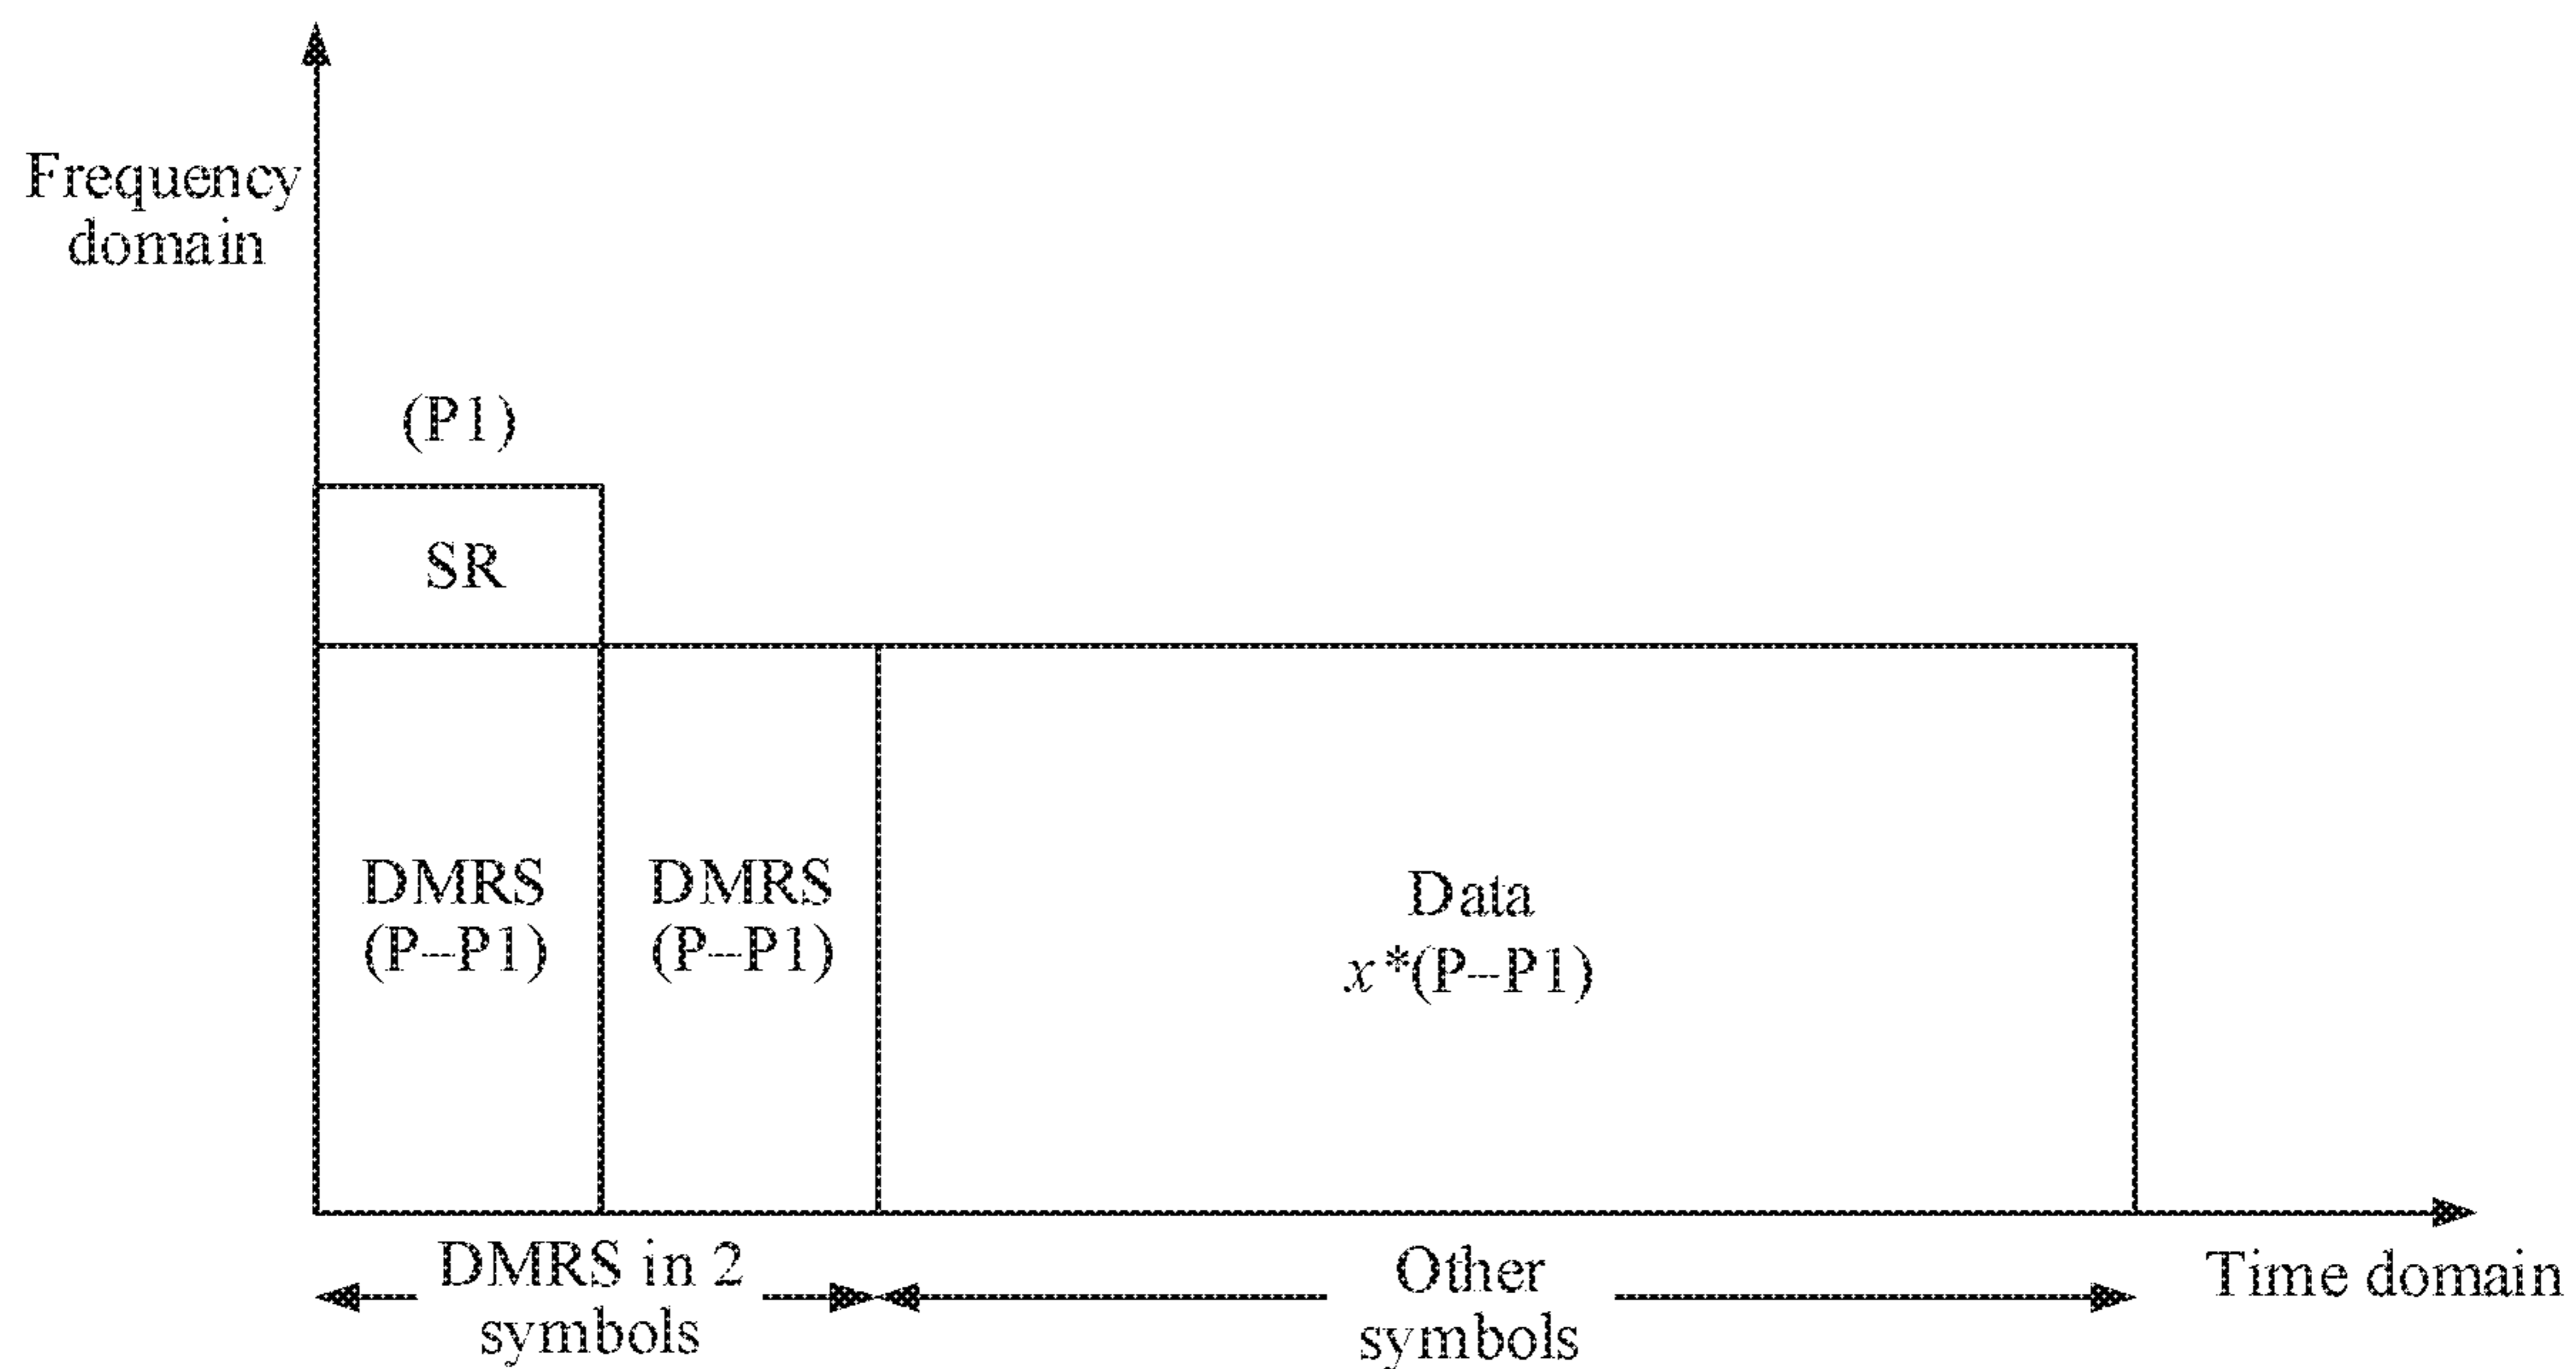 Frequency
domain
(P1)
SR
DMRS
(P---P1)
DMRS
(P---P1)
Data
x*(P---P1)
DMRS in 2
symbols
Other
symbols
Time domain